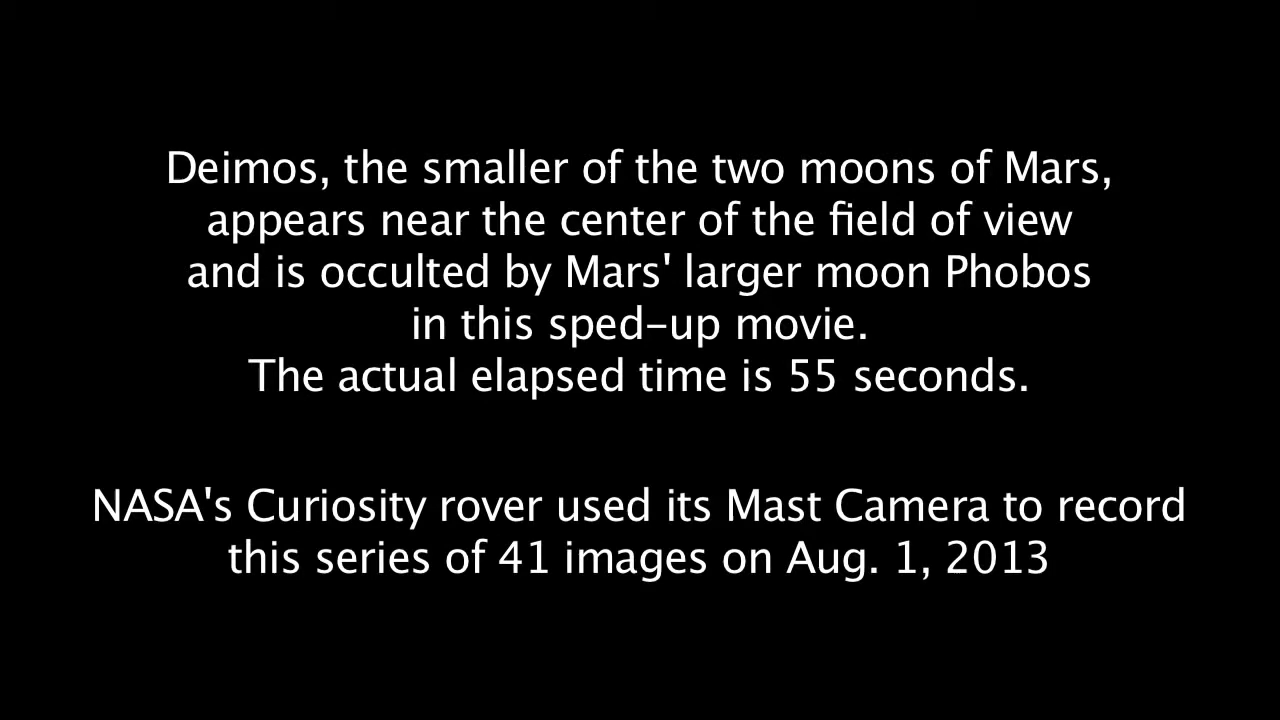 Deimos, the smaller of the two moons of Mars,
appears near the center of the field of view
and is occulted by Mars' larger moon Phobos
in this sped-up movie.
The actual elapsed time is 55 seconds.
NASA's Curiosity rover used its Mast Camera to record
this series of 41 images on Aug. 1, 2013